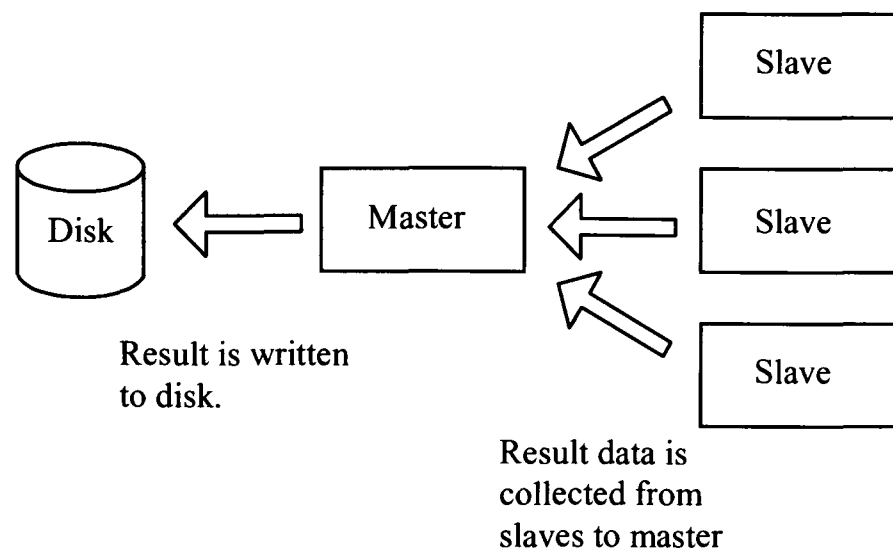 Slave
Disk
Master
Slave
Slave
Result is written
to disk.
Result data is
collected from
slaves to master